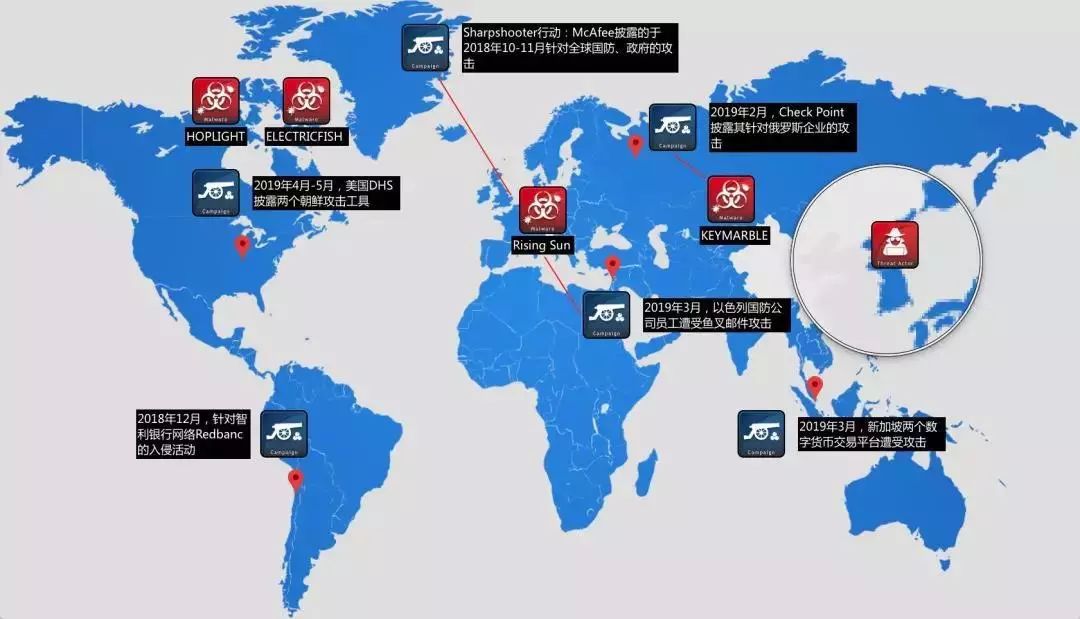 Sharpshooter行动：McAfee披露的于
2018年10-11月针对全球国防、政府的攻
击
Campaign
Malware
HOPLIGHT
Malware
ELECTRICFISH
Campaign
2019年2月，Check Point
披露其针对俄罗斯企业的攻
击
Campaign
2019年4月-5月，美国DHS
披露两个朝鲜攻击工具
Malware
Rising Sun
Malware
KEYMARBLE
Threat Actor
Campaign
2019年3月，以色列国防公
司员工遭受鱼叉邮件攻击
2018年12月，针对智
利银行网络Redbanc
的入侵活动
Campaign
Campaign
2019年3月，新加坡两个数
字货币交易平台遭受攻击